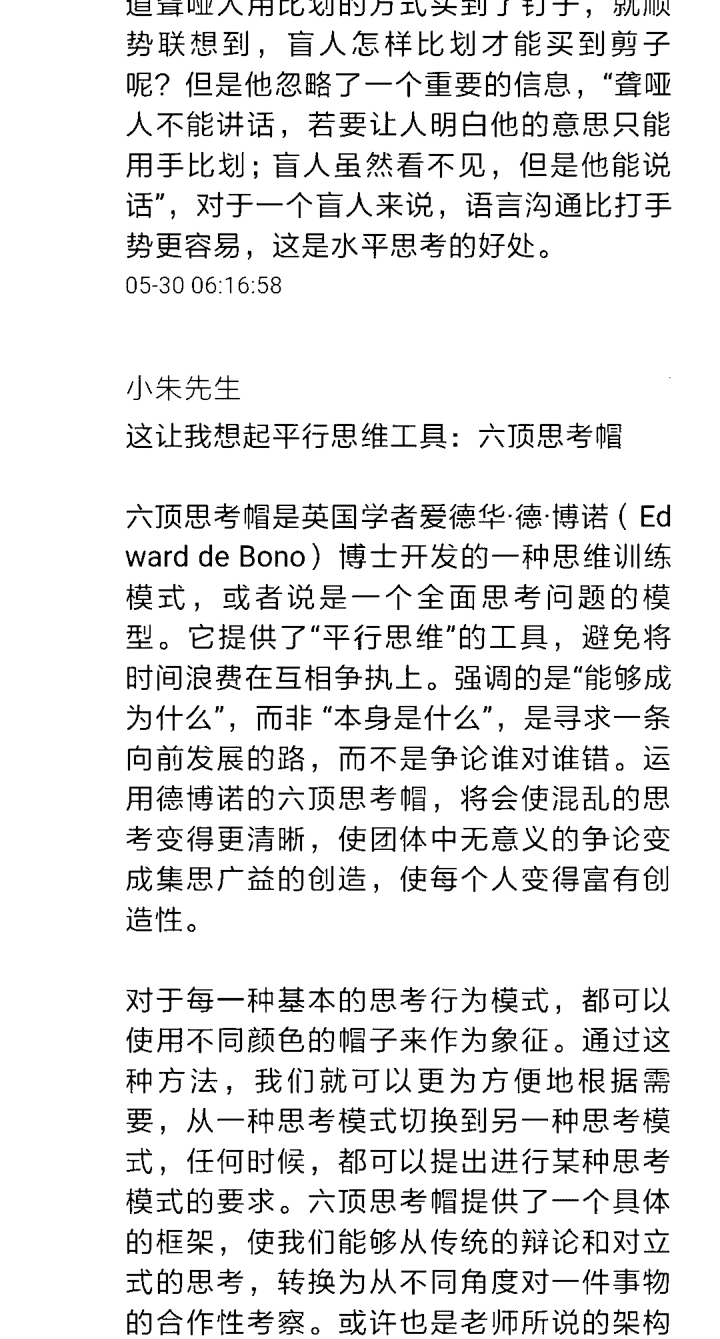 道聋哑人用比划的方式买到了钉子，就顺
势联想到，盲人怎样比划才能买到剪子
呢？但是他忽略了一个重要的信息，“聋哑
人不能讲话，若要让人明白他的意思只能
用手比划；盲人虽然看不见，但是他能说
话”，对于一个盲人来说，语言沟通比打手
势更容易，这是水平思考的好处。
05-30 06:16:58
小朱先生
这让我想起平行思维工具：六顶思考帽
六顶思考帽是英国学者爱德华·德·博诺（Ed
ward de Bono）博士开发的一种思维训练
模式，或者说是一个全面思考问题的模
型。它提供了“平行思维”的工具，避免将
时间浪费在互相争执上。强调的是“能够成
为什么”，而非 “本身是什么”，是寻求一条
向前发展的路，而不是争论谁对谁错。运
用德博诺的六顶思考帽，将会使混乱的思
考变得更清晰，使团体中无意义的争论变
成集思广益的创造，使每个人变得富有创
造性。
对于每一种基本的思考行为模式，都可以
使用不同颜色的帽子来作为象征。通过这
种方法，我们就可以更为方便地根据需
要，从一种思考模式切换到另一种思考模
式，任何时候，都可以提出进行某种思考
模式的要求。六顶思考帽提供了一个具体
的框架，使我们能够从传统的辩论和对立
式的思考，转换为从不同角度对一件事物
的合作性考察。或许也是老师所说的架构